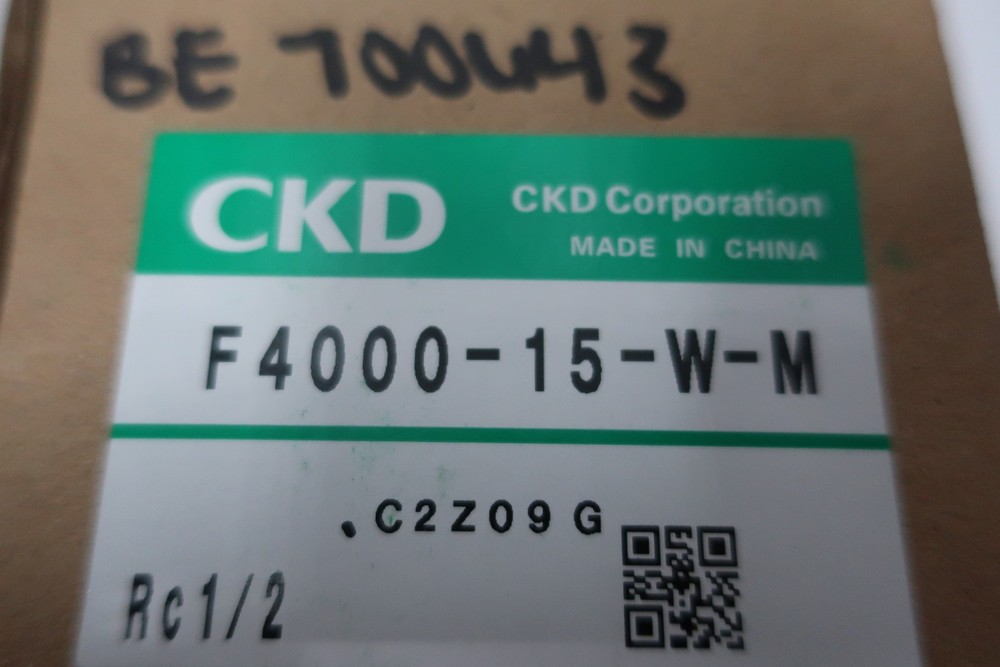 BE 700443
CKD
CKD Corporation
MADE IN CHINA
F4000-15-W-M
.C2Z09G
Rc1/2